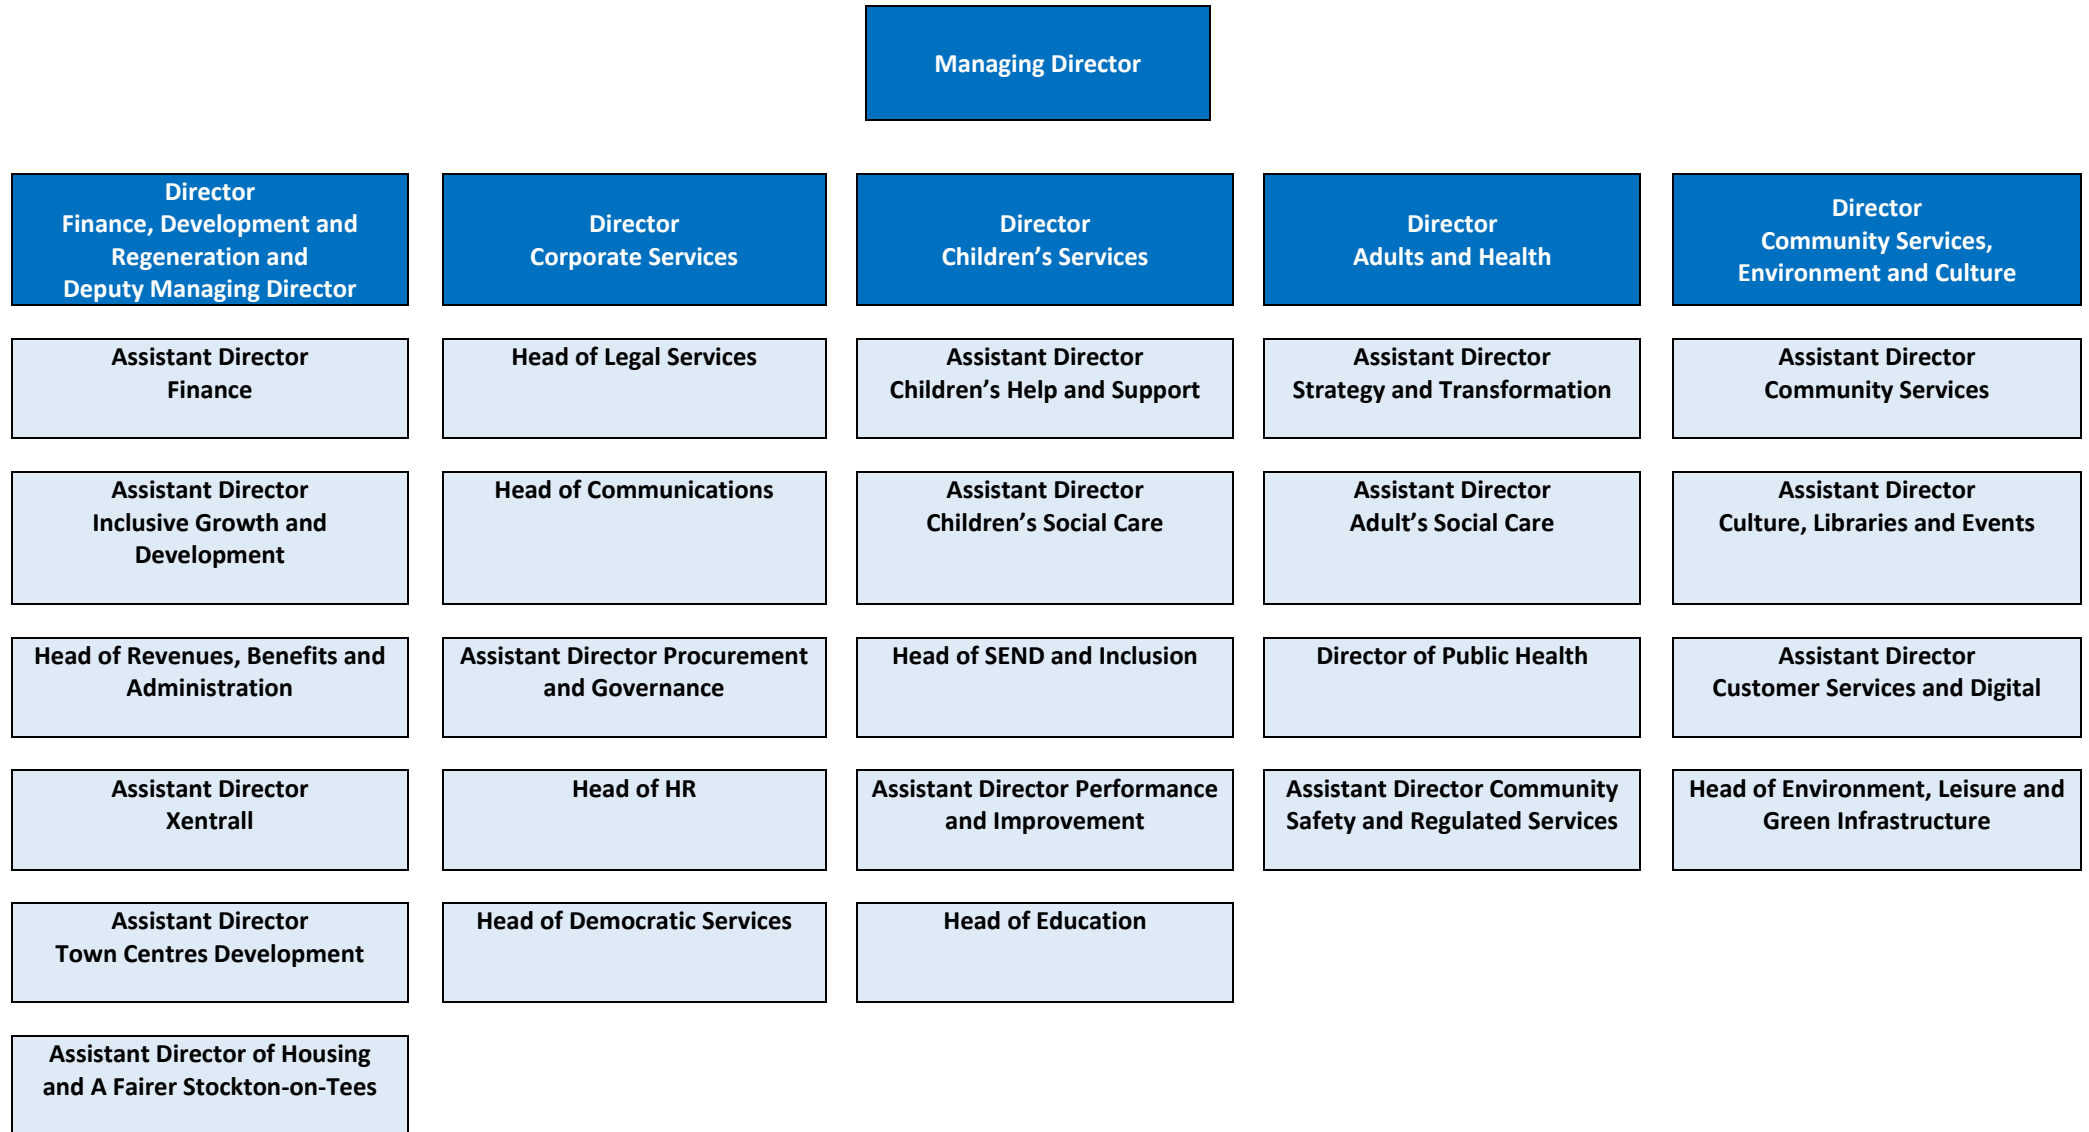 Managing Director
Director
Finance, Development and
Regeneration and
Deputy Managing Director
Director
Corporate Services
Director
Children’s Services
Director
Adults and Health
Director
Community Services,
Environment and Culture
Assistant Director
Finance
Head of Legal Services
Assistant Director
Children’s Help and Support
Assistant Director
Strategy and Transformation
Assistant Director
Community Services
Assistant Director
Inclusive Growth and
Development
Head of Communications
Assistant Director
Children’s Social Care
Assistant Director
Adult’s Social Care
Assistant Director
Culture, Libraries and Events
Head of Revenues, Benefits and
Administration
Assistant Director Procurement
and Governance
Head of SEND and Inclusion
Director of Public Health
Assistant Director
Customer Services and Digital
Assistant Director
Xentrall
Head of HR
Assistant Director Performance
and Improvement
Assistant Director Community
Safety and Regulated Services
Head of Environment, Leisure and
Green Infrastructure
Assistant Director
Town Centres Development
Head of Democratic Services
Head of Education
Assistant Director of Housing
and A Fairer Stockton-on-Tees